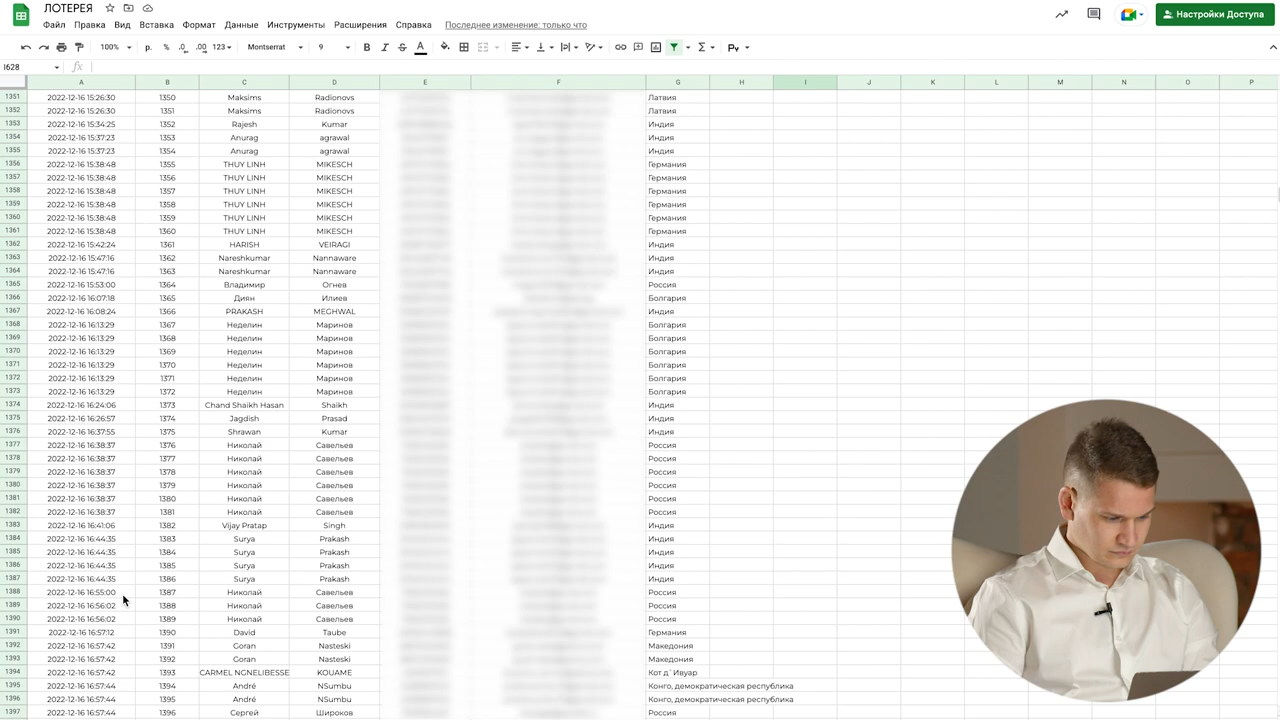 ЛОТЕРЕЯ
Файл Правка Вид Вставка Формат Данные Инструменты Расширения Справка Последнее изменение: только что
Настройки Доступа
100% р. % .0 .00 123 Montserrat 9 B I S A
I628 fx
A B C D E F G H I J K L M N O P
1351 2022-12-16 15:26:30 1350 Maksims Radionovs Латвия
1352 2022-12-16 15:26:30 1351 Maksims Radionovs Латвия
1353 2022-12-16 15:34:25 1352 Rajesh Kumar Индия
1354 2022-12-16 15:37:23 1353 Anurag agrawal Индия
1355 2022-12-16 15:37:23 1354 Anurag agrawal Индия
1356 2022-12-16 15:38:48 1355 THUY LINH MIKESCH Германия
1357 2022-12-16 15:38:48 1356 THUY LINH MIKESCH Германия
1358 2022-12-16 15:38:48 1357 THUY LINH MIKESCH Германия
1359 2022-12-16 15:38:48 1358 THUY LINH MIKESCH Германия
1360 2022-12-16 15:38:48 1359 THUY LINH MIKESCH Германия
1361 2022-12-16 15:38:48 1360 THUY LINH MIKESCH Германия
1362 2022-12-16 15:42:24 1361 HARISH VEIRAGI Индия
1363 2022-12-16 15:47:16 1362 Nareshkumar Nannaware Индия
1364 2022-12-16 15:47:16 1363 Nareshkumar Nannaware Индия
1365 2022-12-16 15:53:00 1364 Владимир Огнев Россия
1366 2022-12-16 16:07:18 1365 Диян Илиев Болгария
1367 2022-12-16 16:08:24 1366 PRAKASH MEGHWAL Индия
1368 2022-12-16 16:13:29 1367 Неделин Маринов Болгария
1369 2022-12-16 16:13:29 1368 Неделин Маринов Болгария
1370 2022-12-16 16:13:29 1369 Неделин Маринов Болгария
1371 2022-12-16 16:13:29 1370 Неделин Маринов Болгария
1372 2022-12-16 16:13:29 1371 Неделин Маринов Болгария
1373 2022-12-16 16:13:29 1372 Неделин Маринов Болгария
1374 2022-12-16 16:24:06 1373 Chand Shaikh Hasan Shaikh Индия
1375 2022-12-16 16:26:57 1374 Jagdish Prasad Индия
1376 2022-12-16 16:37:55 1375 Shrawan Kumar Индия
1377 2022-12-16 16:38:37 1376 Николай Савельев Россия
1378 2022-12-16 16:38:37 1377 Николай Савельев Россия
1379 2022-12-16 16:38:37 1378 Николай Савельев Россия
1380 2022-12-16 16:38:37 1379 Николай Савельев Россия
1381 2022-12-16 16:38:37 1380 Николай Савельев Россия
1382 2022-12-16 16:38:37 1381 Николай Савельев Россия
1383 2022-12-16 16:41:06 1382 Vijay Pratap Singh Индия
1384 2022-12-16 16:44:35 1383 Surya Prakash Индия
1385 2022-12-16 16:44:35 1384 Surya Prakash Индия
1386 2022-12-16 16:44:35 1385 Surya Prakash Индия
1387 2022-12-16 16:44:35 1386 Surya Prakash Индия
1388 2022-12-16 16:55:00 1387 Николай Савельев Россия
1389 2022-12-16 16:56:02 1388 Николай Савельев Россия
1390 2022-12-16 16:56:02 1389 Николай Савельев Россия
1391 2022-12-16 16:57:12 1390 David Taube Германия
1392 2022-12-16 16:57:42 1391 Goran Nasteski Македония
1393 2022-12-16 16:57:42 1392 Goran Nasteski Македония
1394 2022-12-16 16:57:42 1393 CARMEL NGNELIBESSE KOUAME Кот д`Ивуар
1395 2022-12-16 16:57:44 1394 André NSumbu Конго, демократическая республика
1396 2022-12-16 16:57:44 1395 André NSumbu Конго, демократическая республика
1397 2022-12-16 16:57:44 1396 Сергей Широков Россия